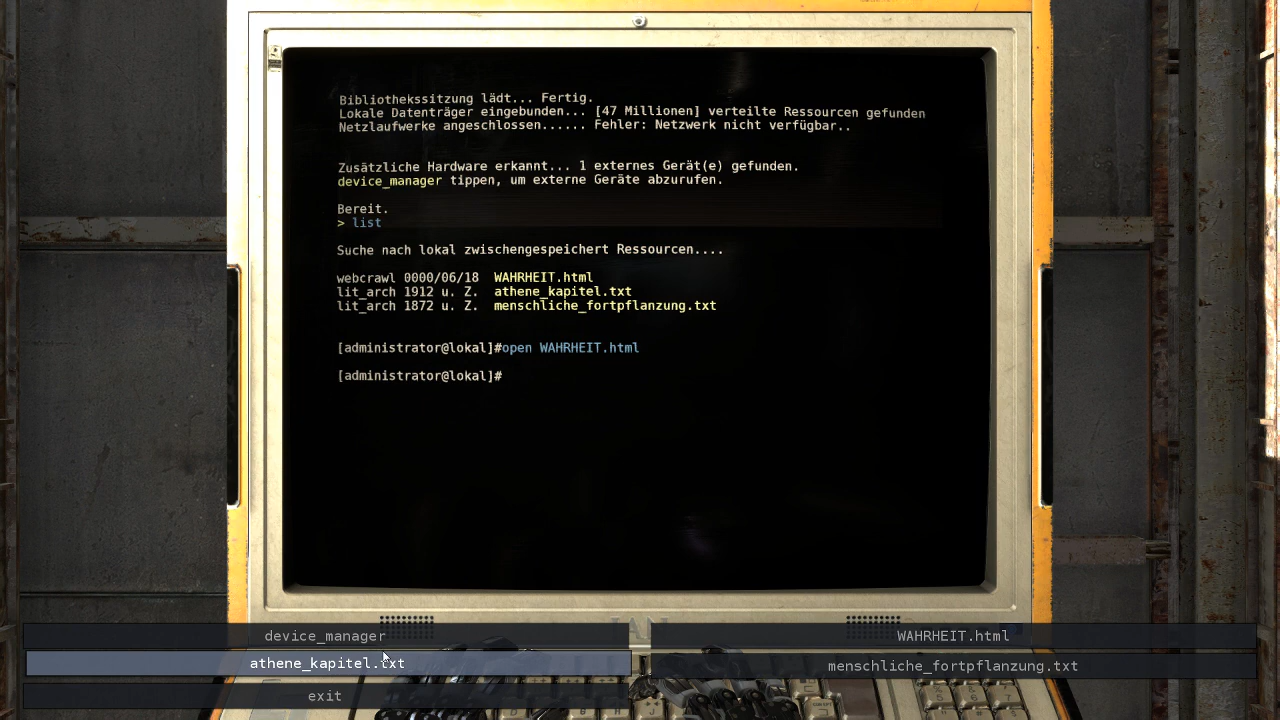 Bibliothekssitzung lädt... Fertig.
Lokale Datenträger eingebunden... [47 Millionen] verteilte Ressourcen gefunden
Netzlaufwerke angeschlossen...... Fehler: Netzwerk nicht verfügbar..
Zusätzliche Hardware erkannt... 1 externes Gerät(e) gefunden.
device_manager tippen, um externe Geräte abzurufen.
Bereit.
> list
Suche nach lokal zwischengespeichert Ressourcen....
webcrawl 0000/06/18 WAHRHEIT.html
lit_arch 1912 u. Z. athene_kapitel.txt
lit_arch 1872 u. Z. menschliche_fortpflanzung.txt
[administrator@lokal]#open WAHRHEIT.html
[administrator@lokal]#
device_manager
WAHRHEIT.html
athene_kapitel.txt
menschliche_fortpflanzung.txt
exit